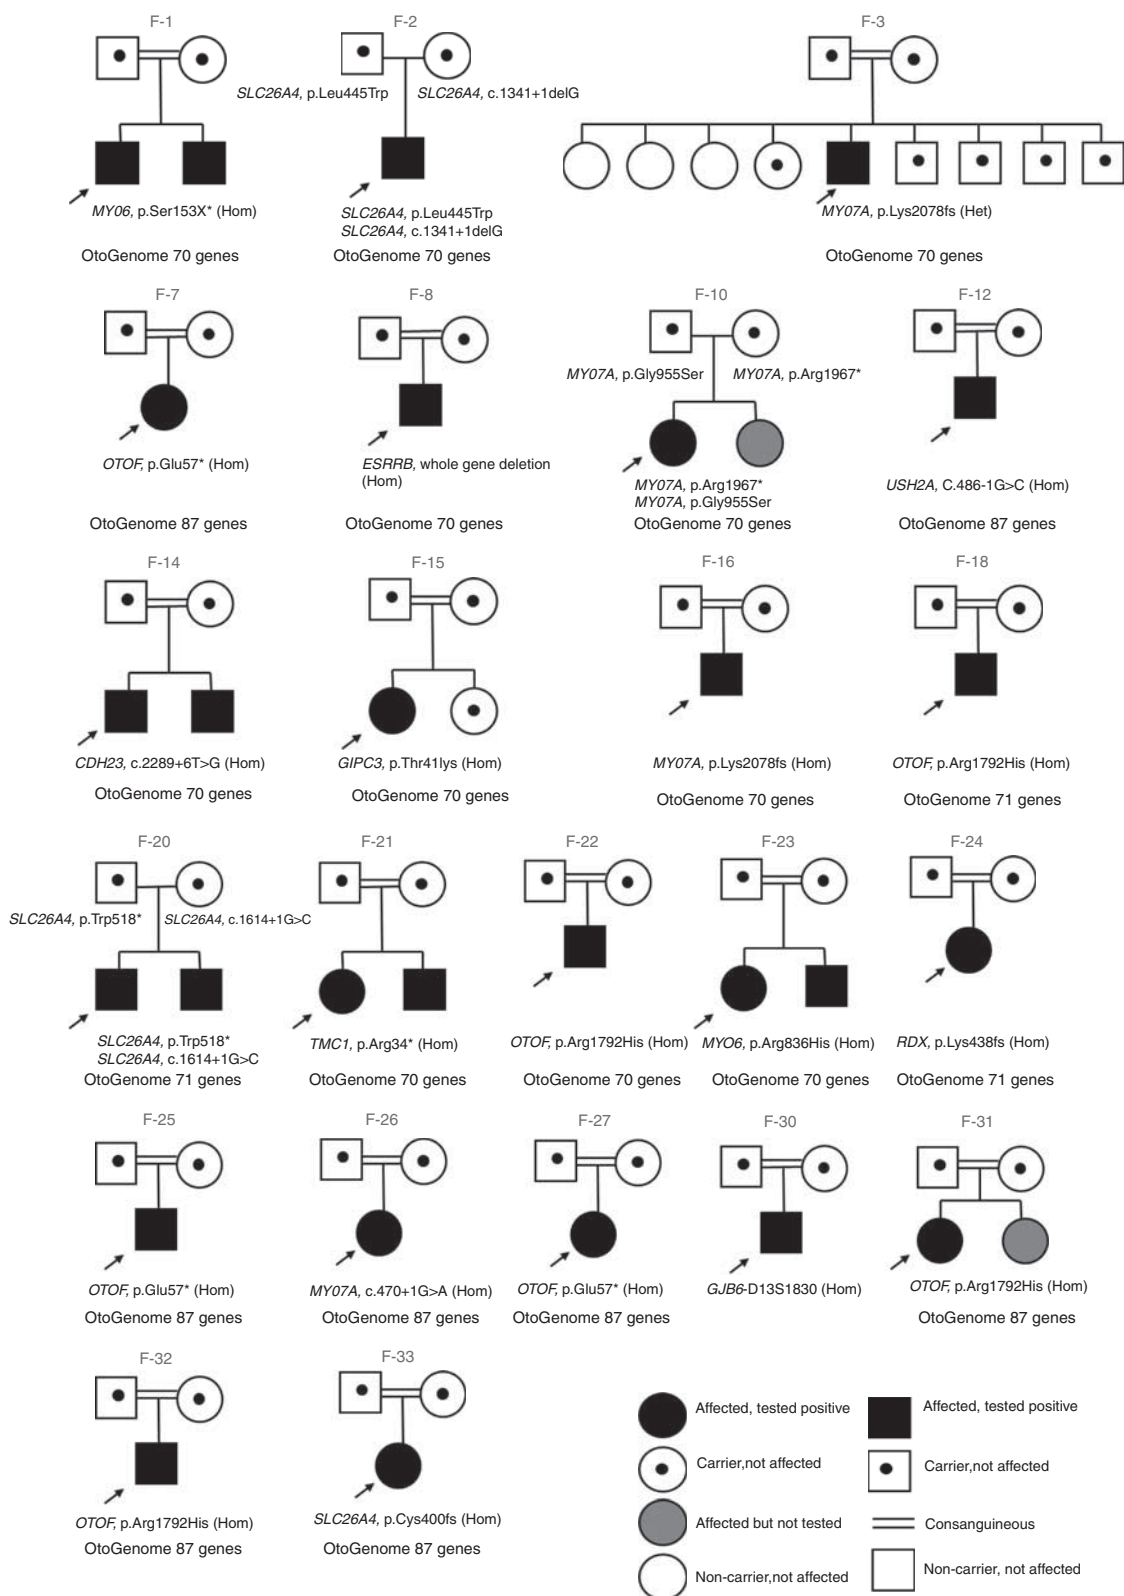 F-1
F-2
F-3
SLC26A4, p.Leu445Trp
SLC26A4, c.1341+1delG
MY06, p.Ser153X* (Hom)
SLC26A4, p.Leu445Trp
SLC26A4, c.1341+1delG
MY07A, p.Lys2078fs (Het)
OtoGenome 70 genes
OtoGenome 70 genes
OtoGenome 70 genes
F-7
F-8
F-10
F-12
MY07A, p.Gly955Ser
MY07A, p.Arg1967*
OTOF, p.Glu57* (Hom)
ESRRB, whole gene deletion
(Hom)
MY07A, p.Arg1967*
MY07A, p.Gly955Ser
USH2A, C.486-1G>C (Hom)
OtoGenome 87 genes
OtoGenome 70 genes
OtoGenome 70 genes
OtoGenome 87 genes
F-14
F-15
F-16
F-18
CDH23, c.2289+6T>G (Hom)
GIPC3, p.Thr41lys (Hom)
MY07A, p.Lys2078fs (Hom)
OTOF, p.Arg1792His (Hom)
OtoGenome 70 genes
OtoGenome 70 genes
OtoGenome 70 genes
OtoGenome 71 genes
F-20
F-21
F-22
F-23
F-24
SLC26A4, p.Trp518*
SLC26A4, c.1614+1G>C
SLC26A4, p.Trp518*
SLC26A4, c.1614+1G>C
TMC1, p.Arg34* (Hom)
OTOF, p.Arg1792His (Hom)
MYO6, p.Arg836His (Hom)
RDX, p.Lys438fs (Hom)
OtoGenome 71 genes
OtoGenome 70 genes
OtoGenome 70 genes
OtoGenome 70 genes
OtoGenome 71 genes
F-25
F-26
F-27
F-30
F-31
OTOF, p.Glu57* (Hom)
MY07A, c.470+1G>A (Hom)
OTOF, p.Glu57* (Hom)
GJB6-D13S1830 (Hom)
OTOF, p.Arg1792His (Hom)
OtoGenome 87 genes
OtoGenome 87 genes
OtoGenome 87 genes
OtoGenome 87 genes
F-32
F-33
OTOF, p.Arg1792His (Hom)
SLC26A4, p.Cys400fs (Hom)
OtoGenome 87 genes
OtoGenome 87 genes
Affected, tested positive
Affected, tested positive
Carrier,not affected
Carrier,not affected
Affected but not tested
Consanguineous
Non-carrier,not affected
Non-carrier, not affected